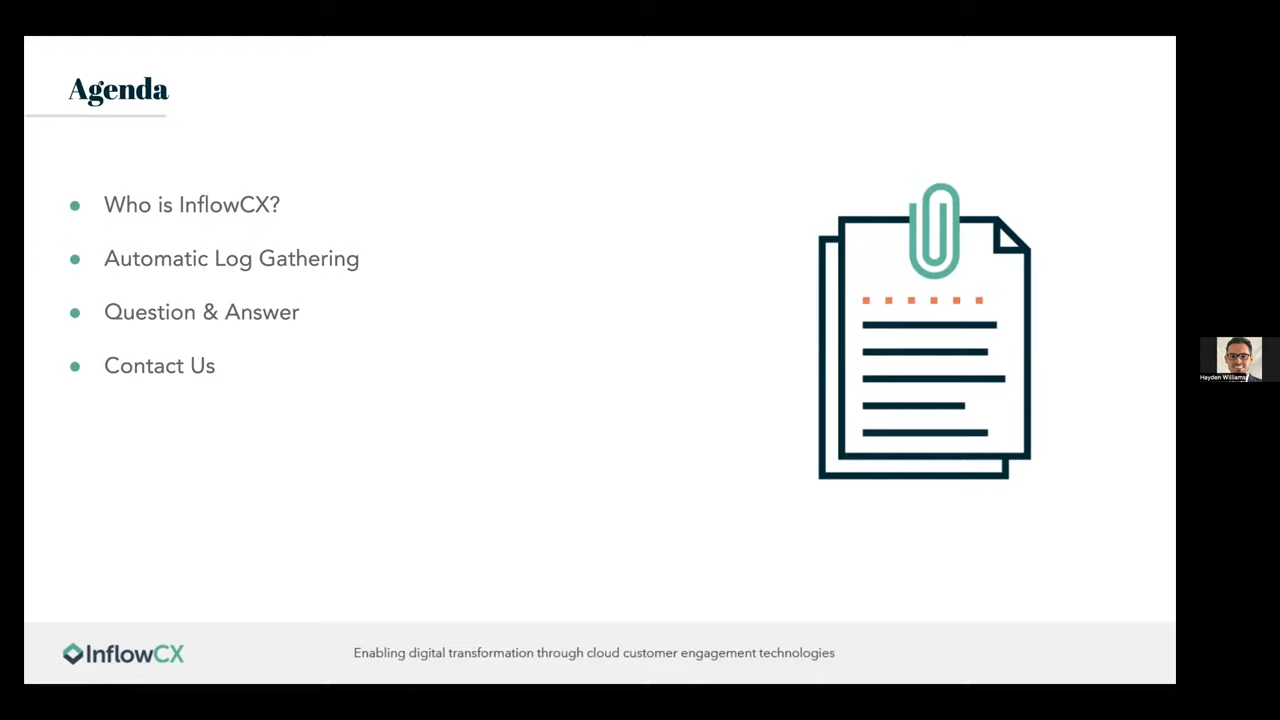 Agenda
Who is InflowCX?
Automatic Log Gathering
Question & Answer
Contact Us
Hayden Williams
InflowCX
Enabling digital transformation through cloud customer engagement technologies